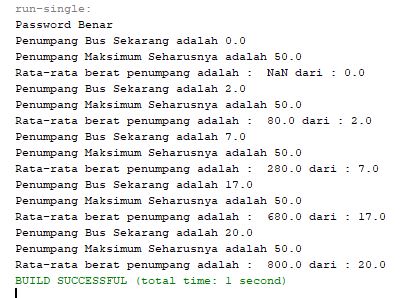 run-single:
Password Benar
Penumpang Bus Sekarang adalah 0.0
Penumpang Maksimum Seharusnya adalah 50.0
Rata-rata berat penumpang adalah :  NaN dari : 0.0
Penumpang Bus Sekarang adalah 2.0
Penumpang Maksimum Seharusnya adalah 50.0
Rata-rata berat penumpang adalah :  80.0 dari : 2.0
Penumpang Bus Sekarang adalah 7.0
Penumpang Maksimum Seharusnya adalah 50.0
Rata-rata berat penumpang adalah :  280.0 dari : 7.0
Penumpang Bus Sekarang adalah 17.0
Penumpang Maksimum Seharusnya adalah 50.0
Rata-rata berat penumpang adalah :  680.0 dari : 17.0
Penumpang Bus Sekarang adalah 20.0
Penumpang Maksimum Seharusnya adalah 50.0
Rata-rata berat penumpang adalah :  800.0 dari : 20.0
BUILD SUCCESSFUL (total time: 1 second)